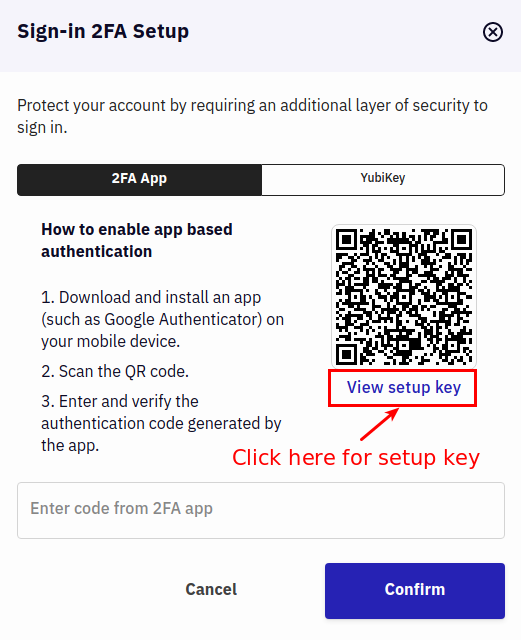 Sign-in 2FA Setup
Protect your account by requiring an additional layer of security to
sign in.
2FA App
YubiKey
How to enable app based
authentication
1. Download and install an app
(such as Google Authenticator) on
your mobile device.
2. Scan the QR code.
3. Enter and verify the
authentication code generated by
the app.
View setup key
Click here for setup key
Enter code from 2FA app
Cancel
Confirm